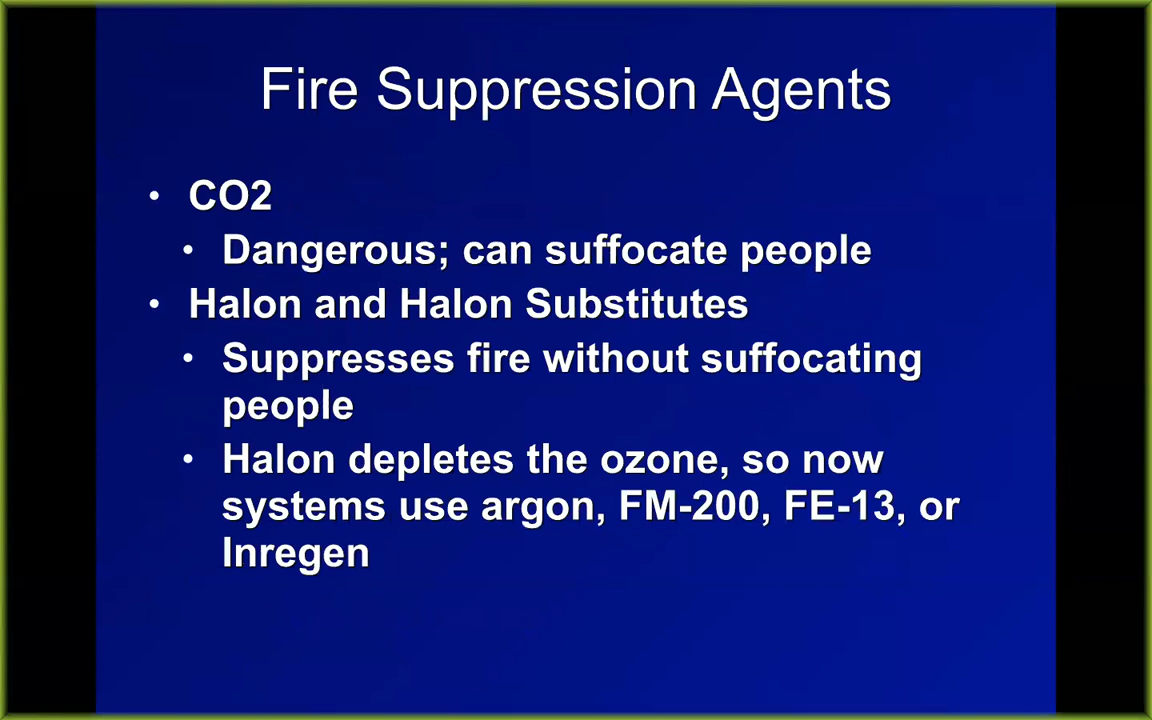 Fire Suppression Agents
• CO2
• Dangerous; can suffocate people
• Halon and Halon Substitutes
• Suppresses fire without suffocating
people
• Halon depletes the ozone, so now
systems use argon, FM-200, FE-13, or
Inregen